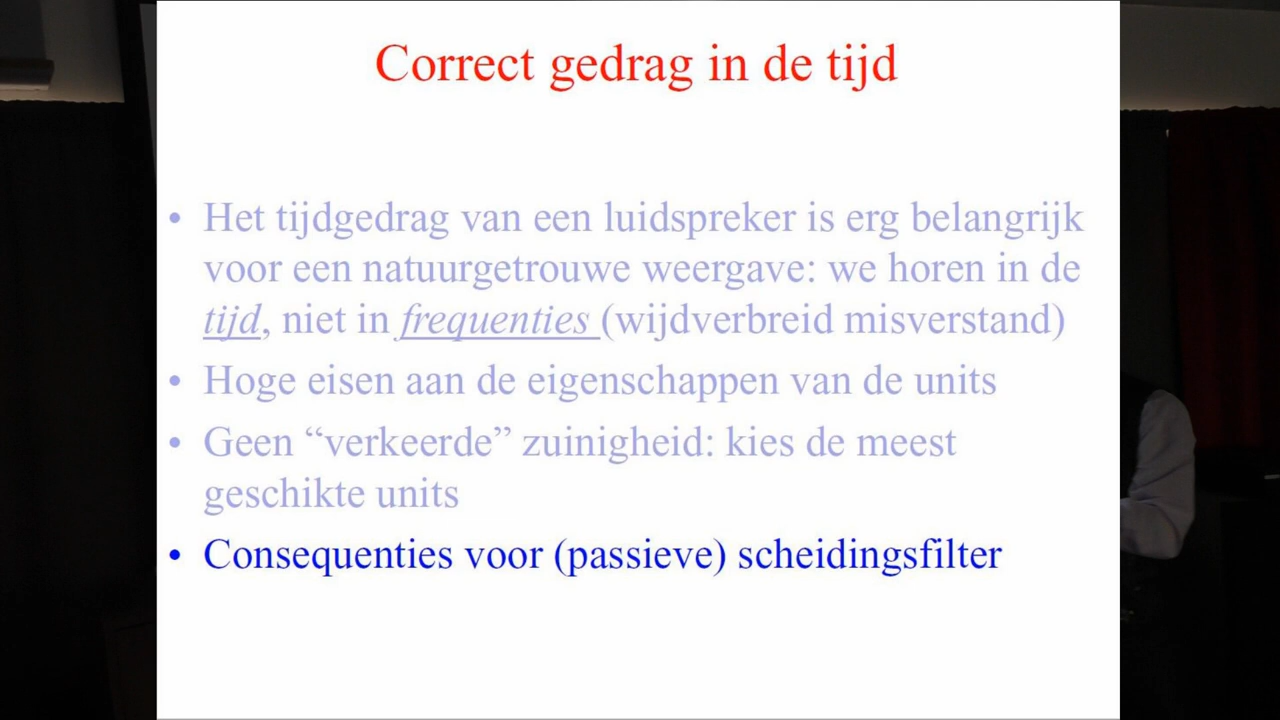 Correct gedrag in de tijd
• Het tijdgedrag van een luidspreker is erg belangrijk
voor een natuurgetrouwe weergave: we horen in de
tijd, niet in frequenties (wijdverbreid misverstand)
• Hoge eisen aan de eigenschappen van de units
• Geen “verkeerde” zuinigheid: kies de meest
geschikte units
• Consequenties voor (passieve) scheidingsfilter